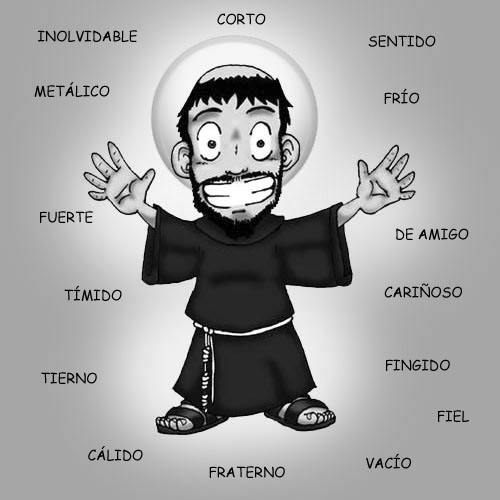 CORTO
INOLVIDABLE
SENTIDO
METÁLICO
FRÍO
FUERTE
DE AMIGO
TÍMIDO
CARIÑOSO
TIERNO
FINGIDO
FIEL
CÁLIDO
FRATERNO
VACÍO